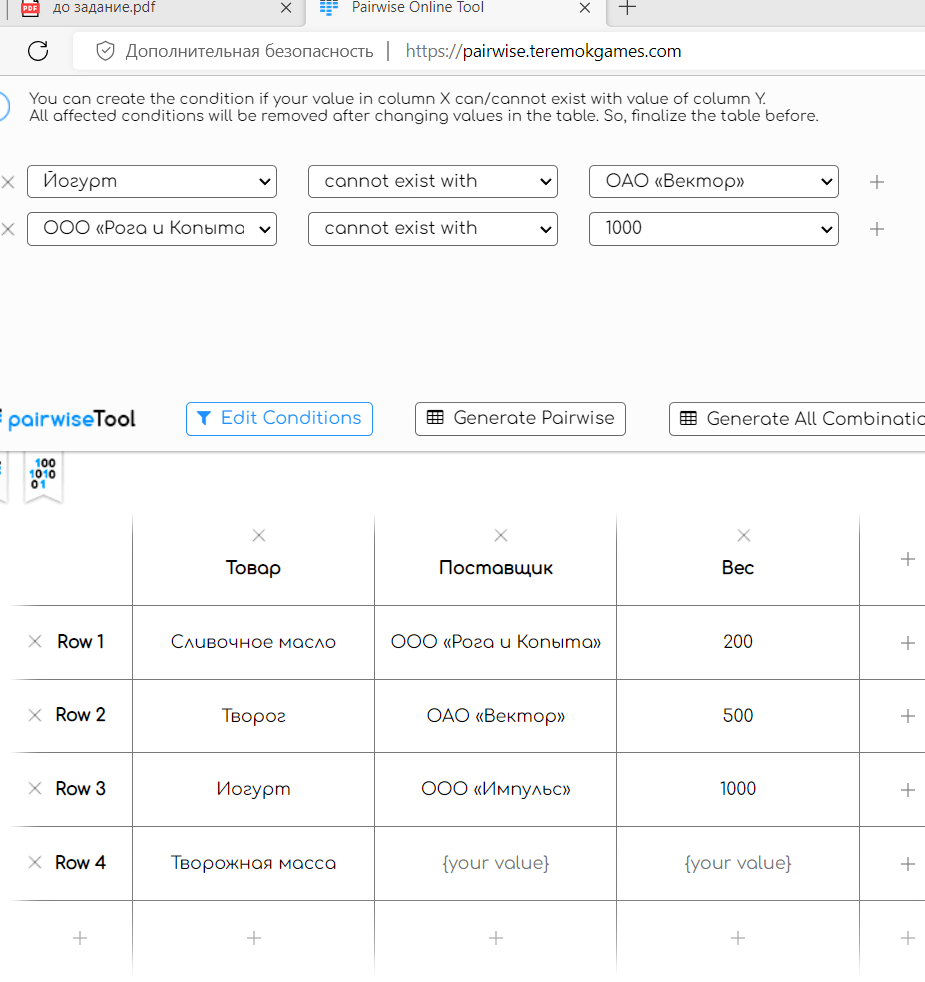 до задание.pdf
Pairwise Online Tool
Дополнительная безопасность | https://pairwise.teremokgames.com
You can create the condition if your value in column X can/cannot exist with value of column Y.
All affected conditions will be removed after changing values in the table. So, finalize the table before.
Йогурт cannot exist with ОАО «Вектор»
ООО «Рога и Копыта cannot exist with 1000
pairwiseTool Edit Conditions Generate Pairwise Generate All Combinatio
100
1010
01
Товар Поставщик Вес
Row 1 Сливочное масло ООО «Рога и Копыта» 200
Row 2 Творог ОАО «Вектор» 500
Row 3 Йогурт ООО «Импульс» 1000
Row 4 Творожная масса {your value} {your value}